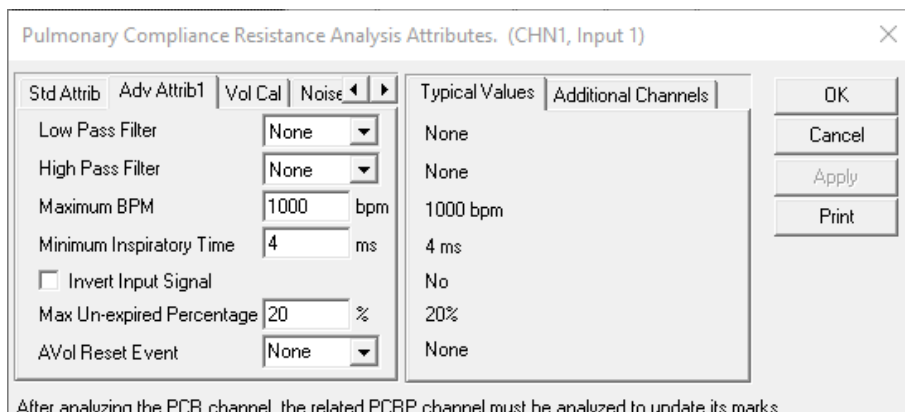 Pulmonary Compliance Resistance Analysis Attributes. (CHN1, Input 1)
Std Attrib Adv Attrib1 Vol Cal Noise Typical Values Additional Channels OK
Low Pass Filter None None Cancel
High Pass Filter None None Apply
Maximum BPM 1000 bpm 1000 bpm Print
Minimum Inspiratory Time 4 ms 4 ms
Invert Input Signal No
Max Un-expired Percentage 20 % 20%
AVol Reset Event None None
After analyzing the PCR channel, the related PCRP channel must be analyzed to update its marks